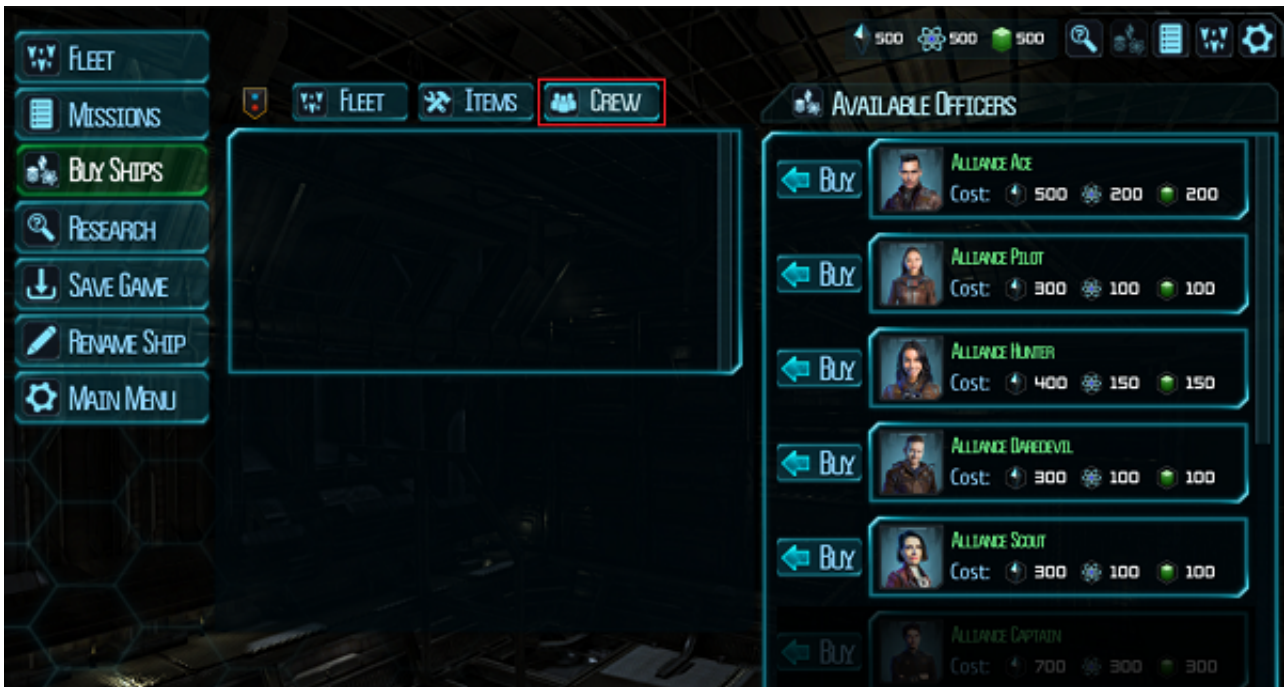 500 500 500
FLEET
MISSIONS
BUY SHIPS
RESEARCH
SAVE GAME
RENAME SHIP
MAIN MENU
FLEET ITEMS CREW
AVAILABLE OFFICERS
BUY
ALLIANCE ACE
Cost: 500 200 200
BUY
ALLIANCE PILOT
Cost: 300 100 100
BUY
ALLIANCE HUNTER
Cost: 400 150 150
BUY
ALLIANCE DAREDEVIL
Cost: 300 100 100
BUY
ALLIANCE SCOUT
Cost: 300 100 100
BUY
ALLIANCE CAPTAIN
Cost: 700 300 300